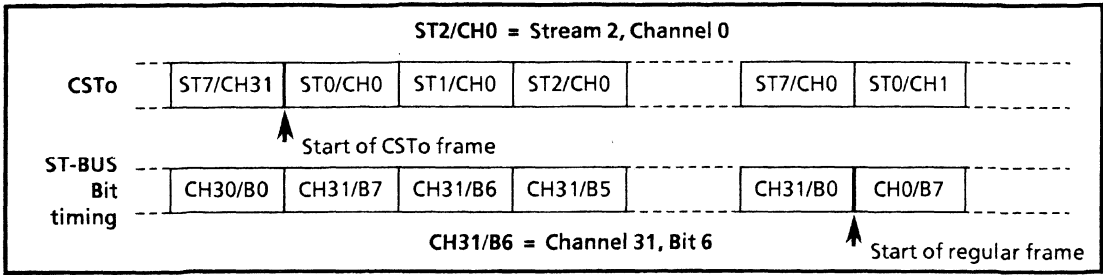 ST2/CH0 = Stream 2, Channel 0
CSTo ST7/CH31 ST0/CH0 ST1/CH0 ST2/CH0 ST7/CH0 ST0/CH1
Start of CSTo frame
ST-BUS
Bit
timing
CH30/B0 CH31/B7 CH31/B6 CH31/B5 CH31/B0 CH0/B7
CH31/B6 = Channel 31, Bit 6
Start of regular frame